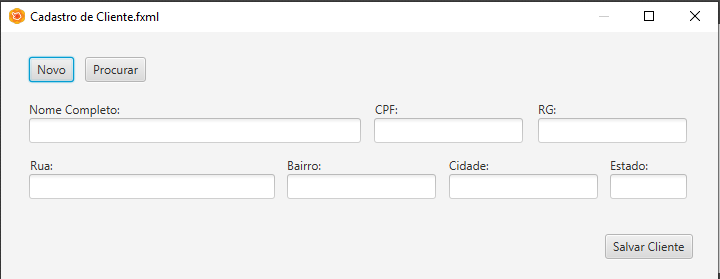 Cadastro de Cliente.fxml
Novo Procurar
Nome Completo: CPF: RG:
Rua: Bairro: Cidade: Estado:
Salvar Cliente